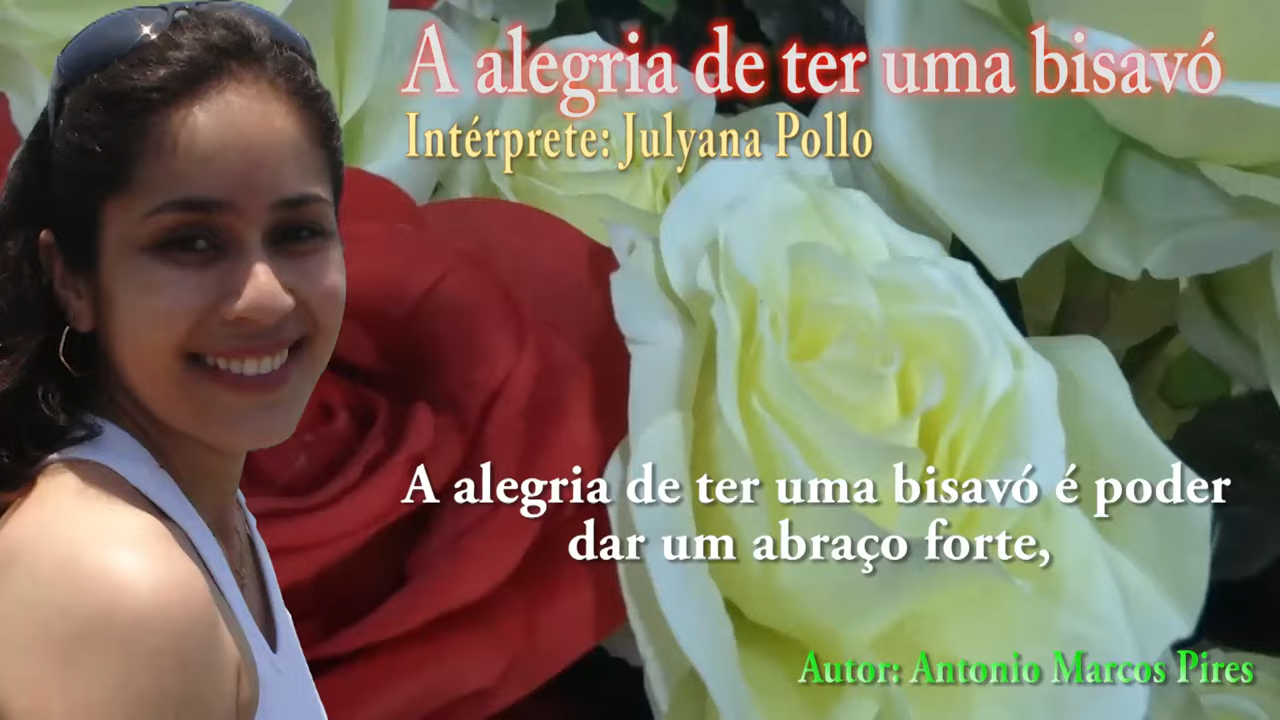 A alegria de ter uma bisavó
Intérprete: Julyana Pollo
A alegria de ter uma bisavó é poder
dar um abraço forte,
Autor: Antonio Marcos Pires